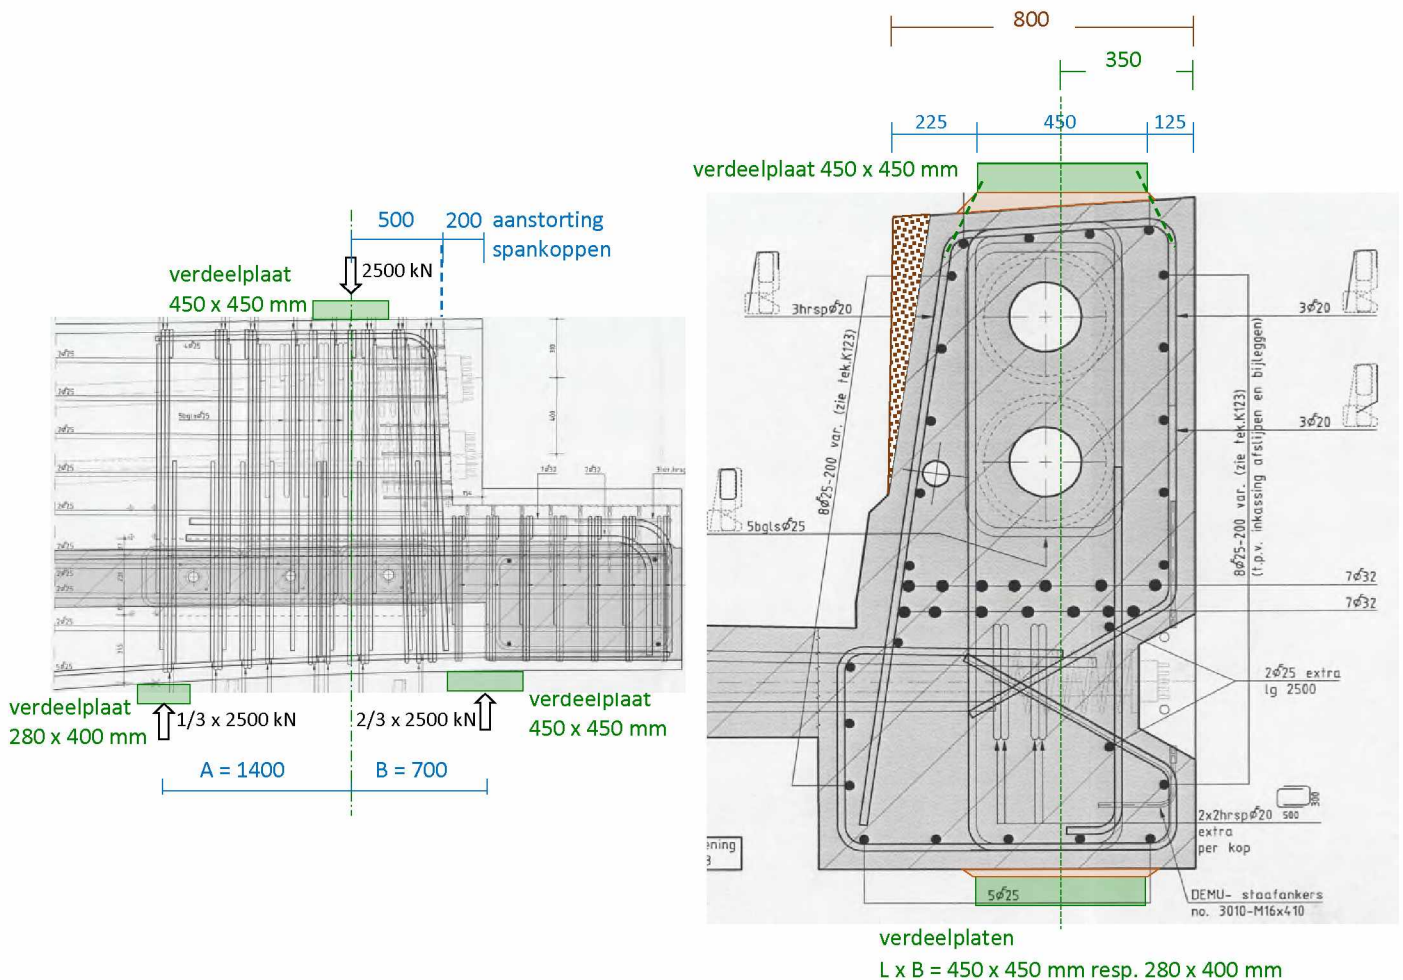 800
350
225
450
125
verdeelplaat 450 x 450 mm
500
200
aanstorting
spankoppen
2500 kN
verdeelplaat
450 x 450 mm
3hrspø20
8ø25-200 var. (zie tek.K123)
3ø20
3ø20
8ø25-200 var. (zie tek.K123)
(t.p.v. inkassing afslijpen en bijleggen)
5bglsø25
5bglsø25
7ø32
7ø32
2ø25 extra
lg 2500
verdeelplaat
280 x 400 mm
1/3 x 2500 kN
2/3 x 2500 kN
verdeelplaat
450 x 450 mm
A = 1400
B = 700
2x2hrspø20
extra
per kop
500
300
ening
5ø25
DEMU- staafankers
no. 3010-M16x410
verdeelplaten
L x B = 450 x 450 mm resp. 280 x 400 mm